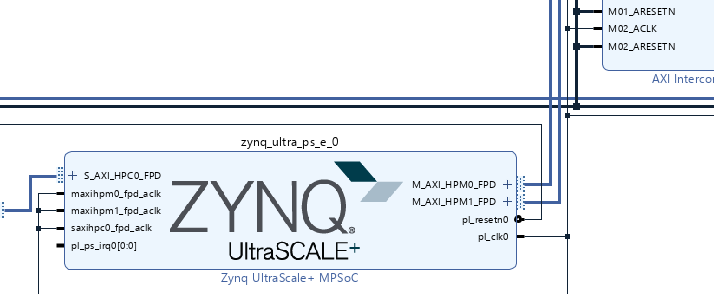 M01_ARESETN
M02_ACLK
M02_ARESETN
AXI Intercor
zynq_ultra_ps_e_0
S_AXI_HPC0_FPD
maxihpm0_fpd_aclk
maxihpm1_fpd_aclk
saxihpc0_fpd_aclk
pl_ps_irq0[0:0]
ZYNQ®
UltraSCALE+
M_AXI_HPM0_FPD
M_AXI_HPM1_FPD
pl_resetn0
pl_clk0
Zynq UltraScale+ MPSoC